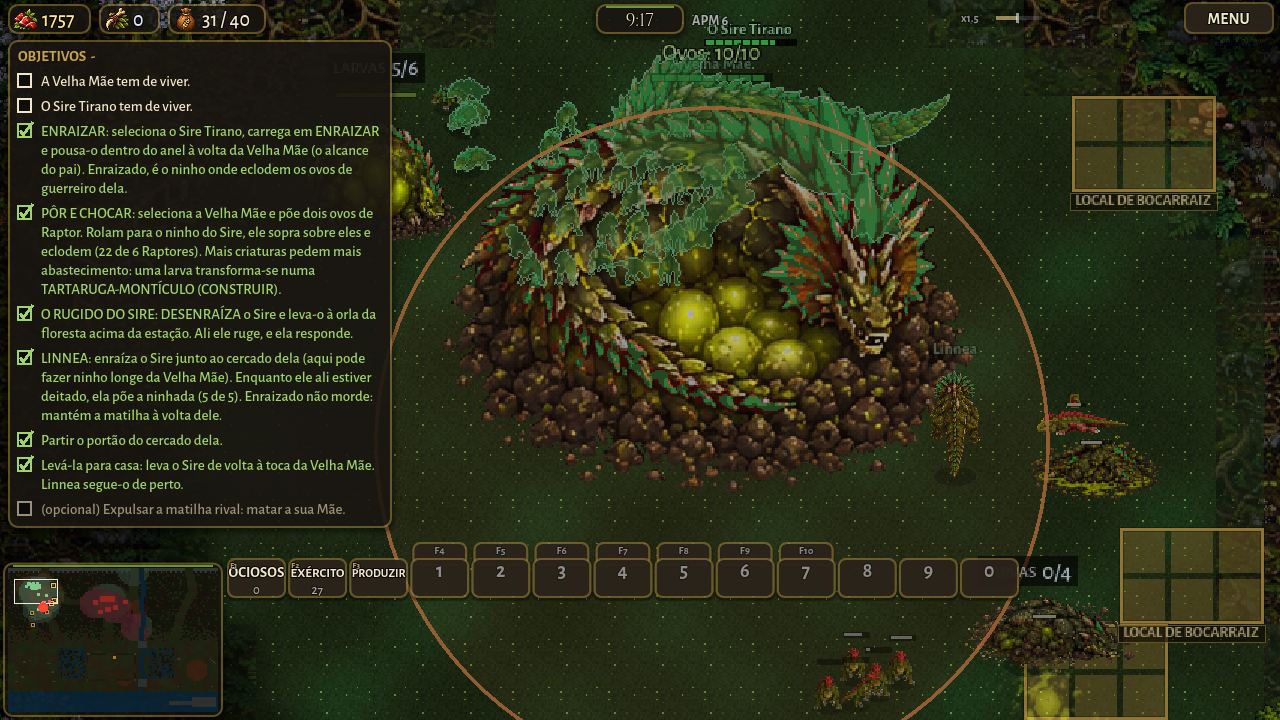 1757
0
31 / 40
9:17
APM 6
x1.5
MENU
O Sire Tirano
Ovos: 10/10
Velha Mãe
LARVAS 5/6
OBJETIVOS -
A Velha Mãe tem de viver.
O Sire Tirano tem de viver.
ENRAIZAR: seleciona o Sire Tirano, carrega em ENRAIZAR
e pousa-o dentro do anel à volta da Velha Mãe (o alcance
do pai). Enraizado, é o ninho onde eclodem os ovos de
guerreiro dela.
PÔR E CHOCAR: seleciona a Velha Mãe e põe dois ovos de
Raptor. Rolam para o ninho do Sire, ele sopra sobre eles e
eclodem (22 de 6 Raptores). Mais criaturas pedem mais
abastecimento: uma larva transforma-se numa
TARTARUGA-MONTÍCULO (CONSTRUIR).
O RUGIDO DO SIRE: DESENRAÍZA o Sire e leva-o à orla da
floresta acima da estação. Ali ele ruge, e ela responde.
LINNEA: enraíza o Sire junto ao cercado dela (aqui pode
fazer ninho longe da Velha Mãe). Enquanto ele ali estiver
deitado, ela põe a ninhada (5 de 5). Enraizado não morde:
mantém a matilha à volta dele.
Partir o portão do cercado dela.
Levá-la para casa: leva o Sire de volta à toca da Velha Mãe.
Linnea segue-o de perto.
(opcional) Expulsar a matilha rival: matar a sua Mãe.
LOCAL DE BOCARRAIZ
Linnea
F4
F5
F6
F7
F8
F9
F10
OCIOSOS
0
EXÉRCITO
27
PRODUZIR
1
2
3
4
5
6
7
8
9
0
AS 0/4
LOCAL DE BOCARRAIZ